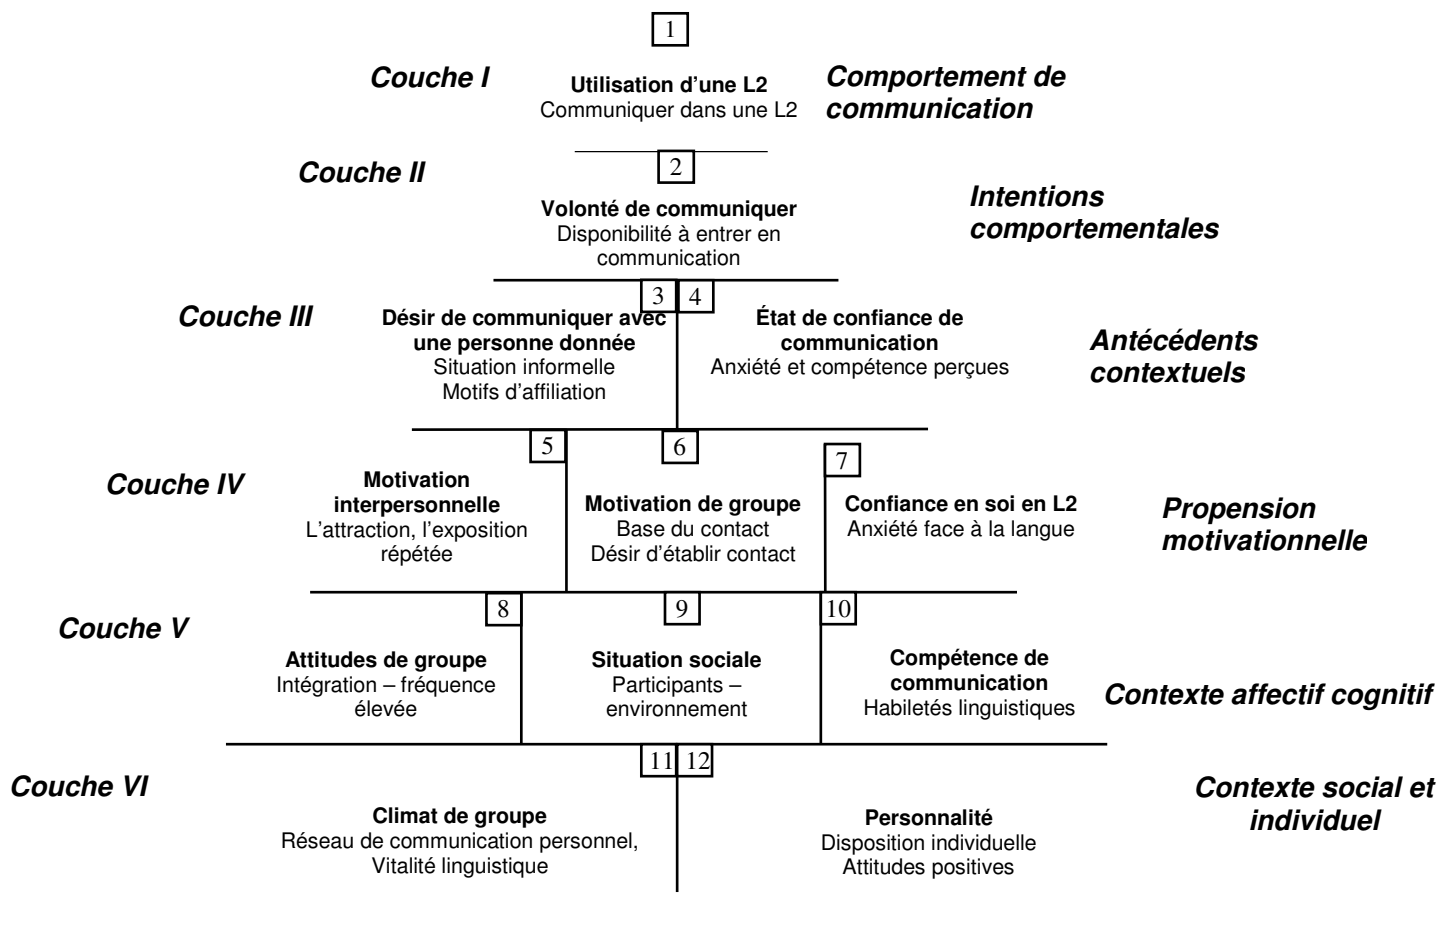 1
Couche I
Utilisation d'une L2
Communiquer dans une L2
Comportement de
communication
Couche II
2
Volonté de communiquer
Disponibilité à entrer en
communication
Intentions
comportementales
Couche III
3
4
Désir de communiquer avec
une personne donnée
Situation informelle
Motifs d'affiliation
État de confiance de
communication
Anxiété et compétence perçues
Antécédents
contextuels
Couche IV
5
6
7
Motivation
interpersonnelle
L'attraction, l'exposition
répétée
Motivation de groupe
Base du contact
Désir d'établir contact
Confiance en soi en L2
Anxiété face à la langue
Propension
motivationnelle
Couche V
8
9
10
Attitudes de groupe
Intégration – fréquence
élevée
Situation sociale
Participants –
environnement
Compétence de
communication
Habiletés linguistiques
Contexte affectif cognitif
Couche VI
11
12
Climat de groupe
Réseau de communication personnel,
Vitalité linguistique
Personnalité
Disposition individuelle
Attitudes positives
Contexte social et
individuel